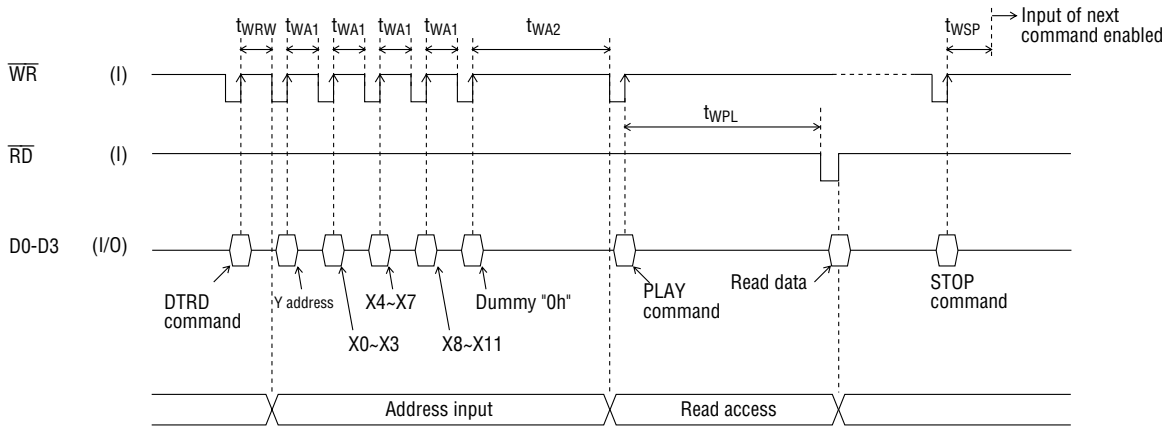 tWRW tWA1 tWA1 tWA1 tWA1 tWA2 tWSP Input of next
command enabled
WR (I)
tWPL
RD (I)
D0-D3 (I/O)
DTRD
command
Y address
X0~X3
X4~X7
X8~X11
Dummy "0h"
PLAY
command
Read data
STOP
command
Address input Read access